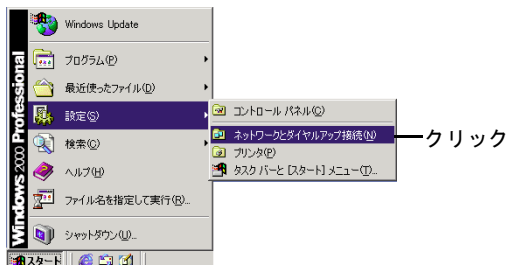 Windows 2000 Professional
Windows Update
プログラム(P)
最近使ったファイル(D)
設定(S)
検索(C)
ヘルプ(H)
ファイル名を指定して実行(R)...
シャットダウン(U)...
コントロール パネル(C)
ネットワークとダイヤルアップ接続(N)
プリンタ(P)
タスク バーと [スタート] メニュー(T)...
クリック
スタート